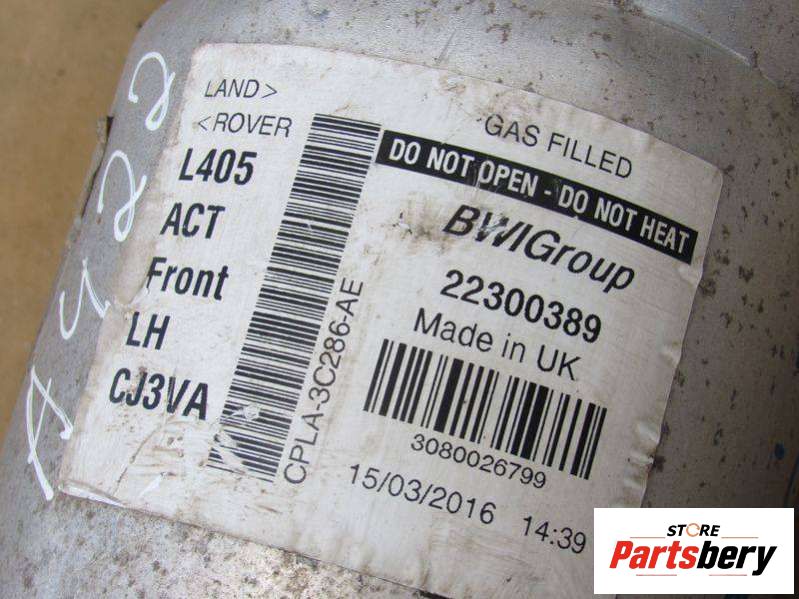 LAND>
<ROVER
L405
ACT
Front
LH
CJ3VA
CPLA-3C286-AE
GAS FILLED
DO NOT OPEN - DO NOT HEAT
BWIGroup
22300389
Made in UK
3080026799
15/03/2016 14:39
STORE
Partsbery